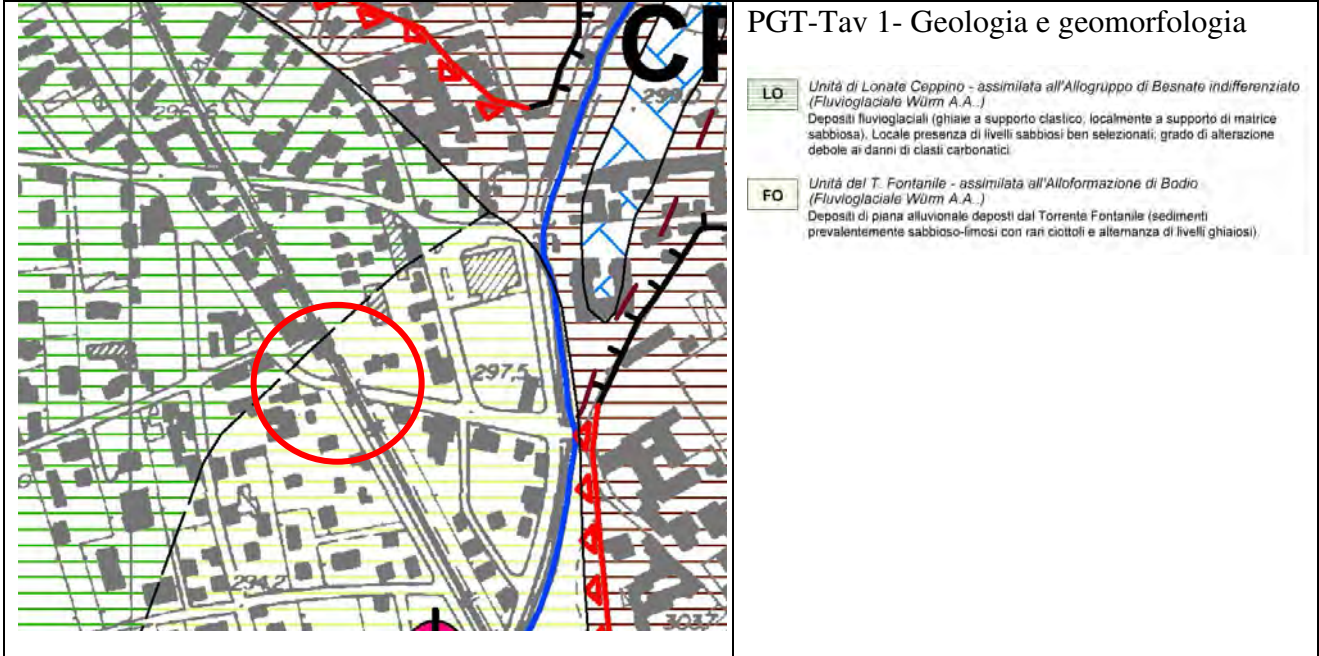 PGT-Tav 1- Geologia e geomorfologia
LO
Unità di Lonate Ceppino - assimilata all'Allogruppo di Besnate indifferenziato
(Fluvioglaciale Würm A.A..)
Depositi fluvioglaciali (ghiaie a supporto clastico, localmente a supporto di matrice
sabbiosa). Locale presenza di livelli sabbiosi ben selezionati; grado di alterazione
debole ai danni di clasti carbonatici.
FO
Unità del T. Fontanile - assimilata all'Alloformazione di Bodio
(Fluvioglaciale Würm A.A..)
Depositi di piana alluvionale deposti dal Torrente Fontanile (sedimenti
prevalentemente sabbioso-limosi con rari ciottoli e alternanza di livelli ghiaiosi).
296,6
297,5
294,2
303,7